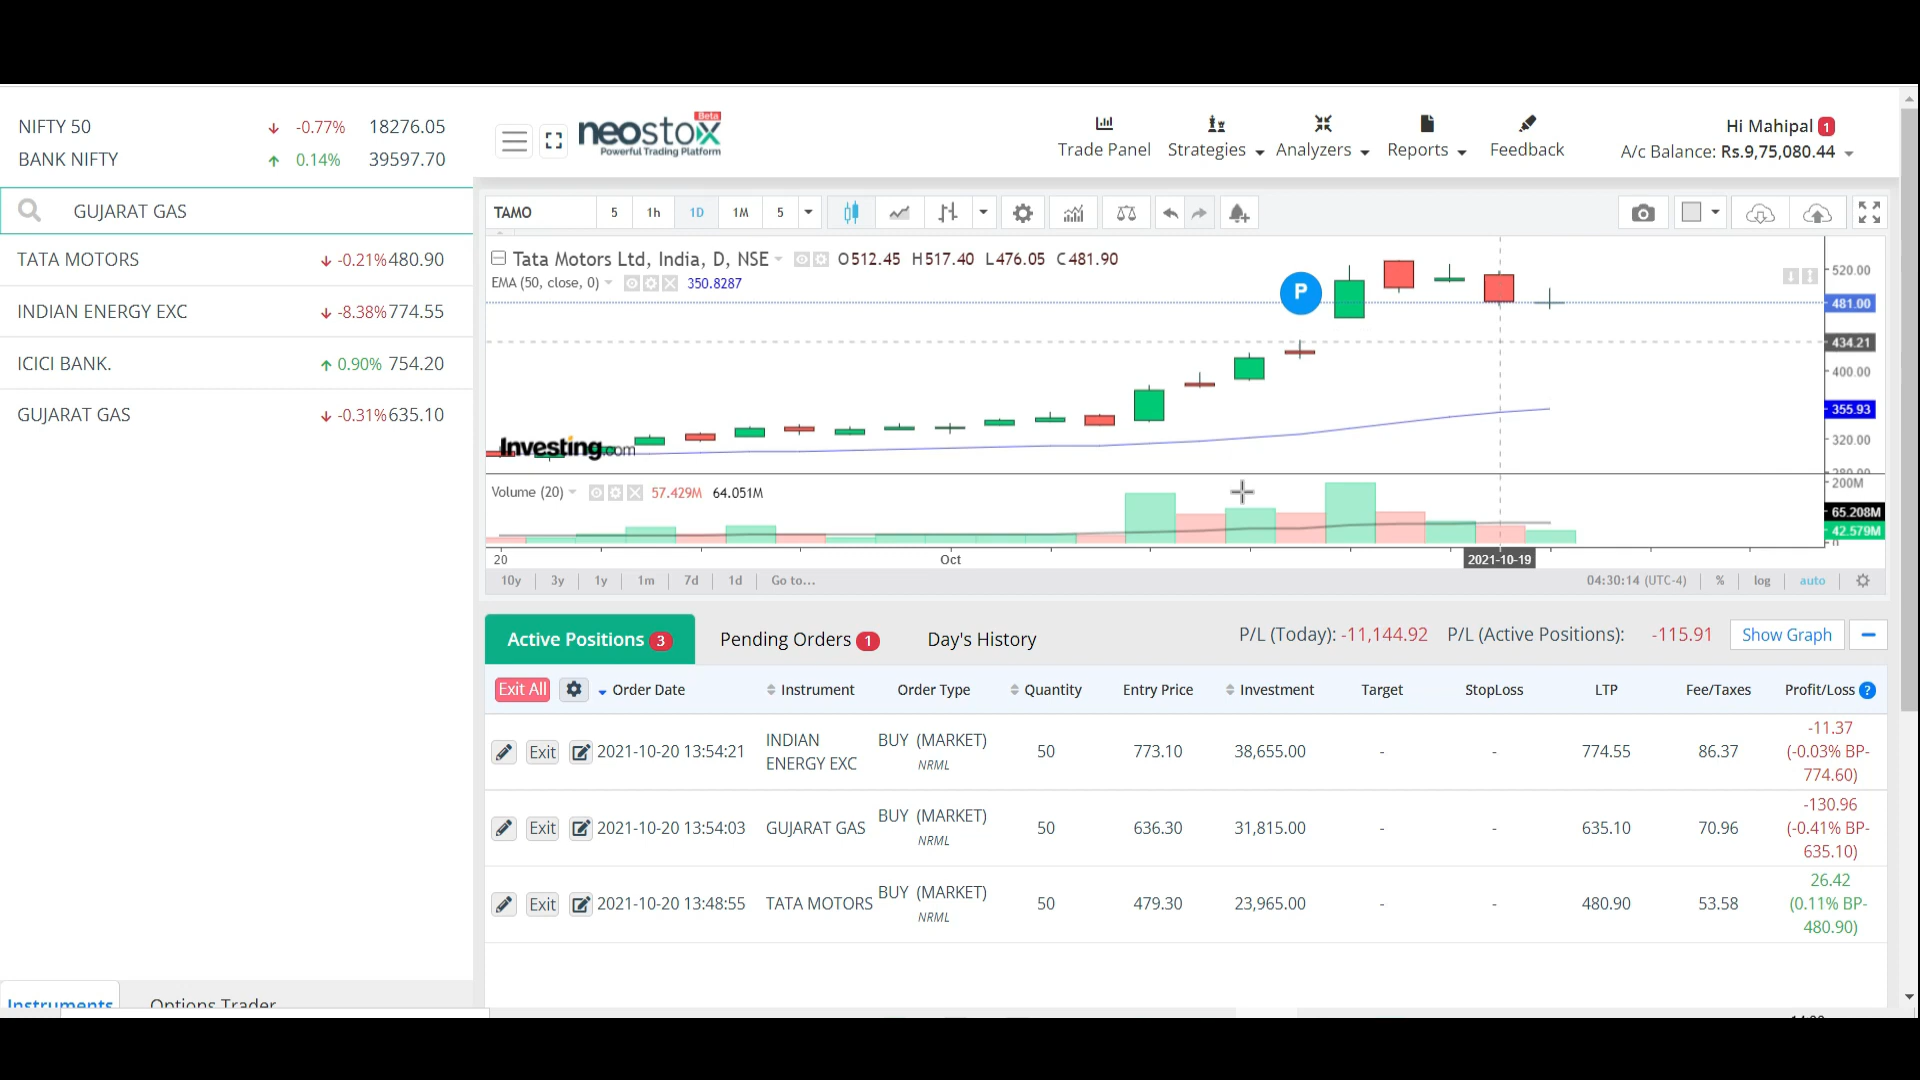 NIFTY 50 -0.77% 18276.05
BANK NIFTY 0.14% 39597.70
GUJARAT GAS
TATA MOTORS -0.21% 480.90
INDIAN ENERGY EXC -8.38% 774.55
ICICI BANK. 0.90% 754.20
GUJARAT GAS -0.31% 635.10
Instruments Options Trader
neostox Beta
Powerful Trading Platform
Trade Panel Strategies Analyzers Reports Feedback
Hi Mahipal 1
A/c Balance: Rs.9,75,080.44
TAMO 5 1h 1D 1M 5
Tata Motors Ltd, India, D, NSE O512.45 H517.40 L476.05 C481.90
EMA (50, close, 0) 350.8287
P
520.00
481.00
434.21
400.00
355.93
320.00
280.00
Investing.com
Volume (20) 57.429M 64.051M
200M
65.208M
42.579M
20 Oct 2021-10-19
10y 3y 1y 1m 7d 1d Go to... 04:30:14 (UTC-4) % log auto
Active Positions 3 Pending Orders 1 Day's History P/L (Today): -11,144.92 P/L (Active Positions): -115.91 Show Graph
Exit All Order Date Instrument Order Type Quantity Entry Price Investment Target StopLoss LTP Fee/Taxes Profit/Loss ?
Exit 2021-10-20 13:54:21 INDIAN ENERGY EXC BUY (MARKET) NRML 50 773.10 38,655.00 - - 774.55 86.37 -11.37 (-0.03% BP-774.60)
Exit 2021-10-20 13:54:03 GUJARAT GAS BUY (MARKET) NRML 50 636.30 31,815.00 - - 635.10 70.96 -130.96 (-0.41% BP-635.10)
Exit 2021-10-20 13:48:55 TATA MOTORS BUY (MARKET) NRML 50 479.30 23,965.00 - - 480.90 53.58 26.42 (0.11% BP-480.90)